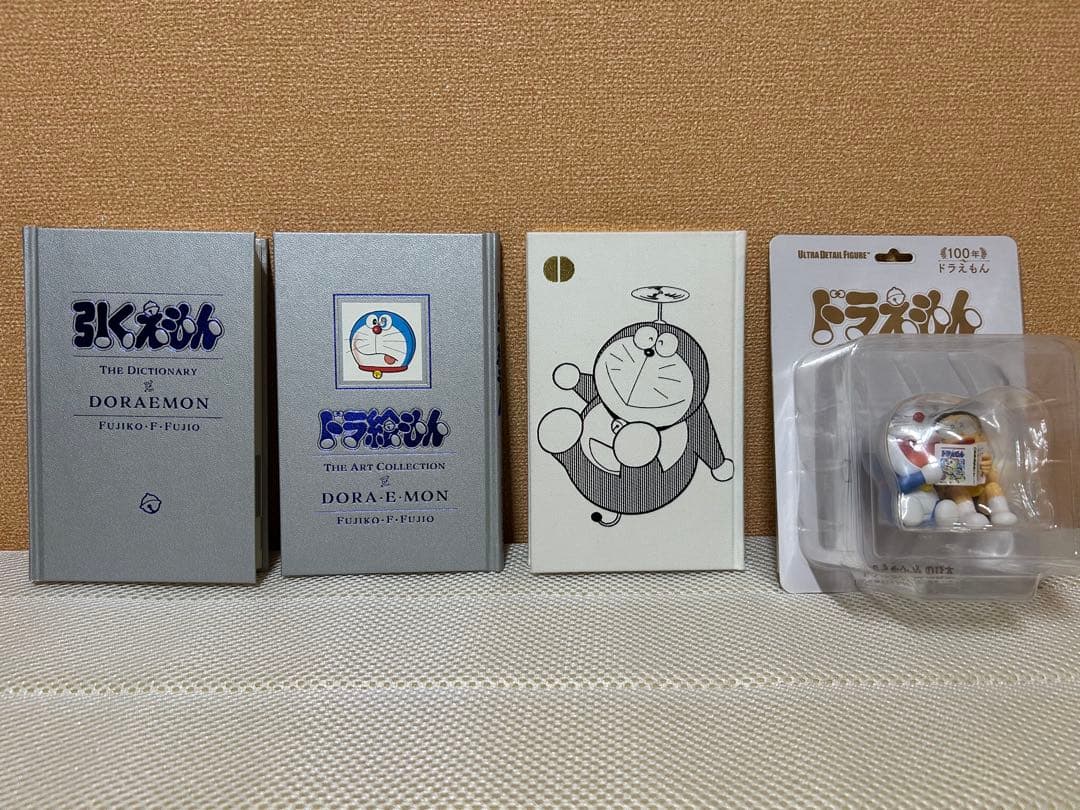 引くえもん
THE DICTIONARY
DORAEMON
FUJIKO・F・FUJIO
ドラ絵もん
THE ART COLLECTION
DORA・E・MON
FUJIKO・F・FUJIO
ULTRA DETAIL FIGURE™
100年
ドラえもん
ドラえもん